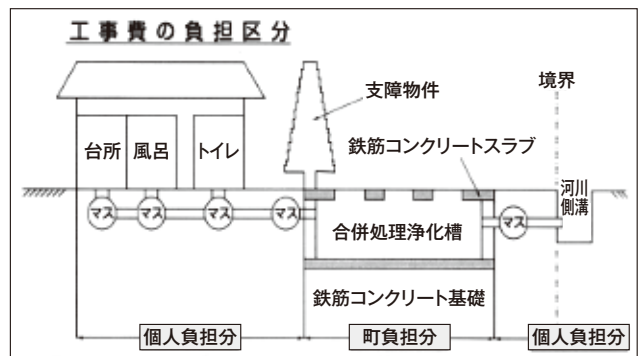 工事費の負担区分
支障物件
境界
鉄筋コンクリートスラブ
台所
風呂
トイレ
河川
側溝
マス
マス
マス
マス
マス
合併処理浄化槽
鉄筋コンクリート基礎
個人負担分
町負担分
個人負担分